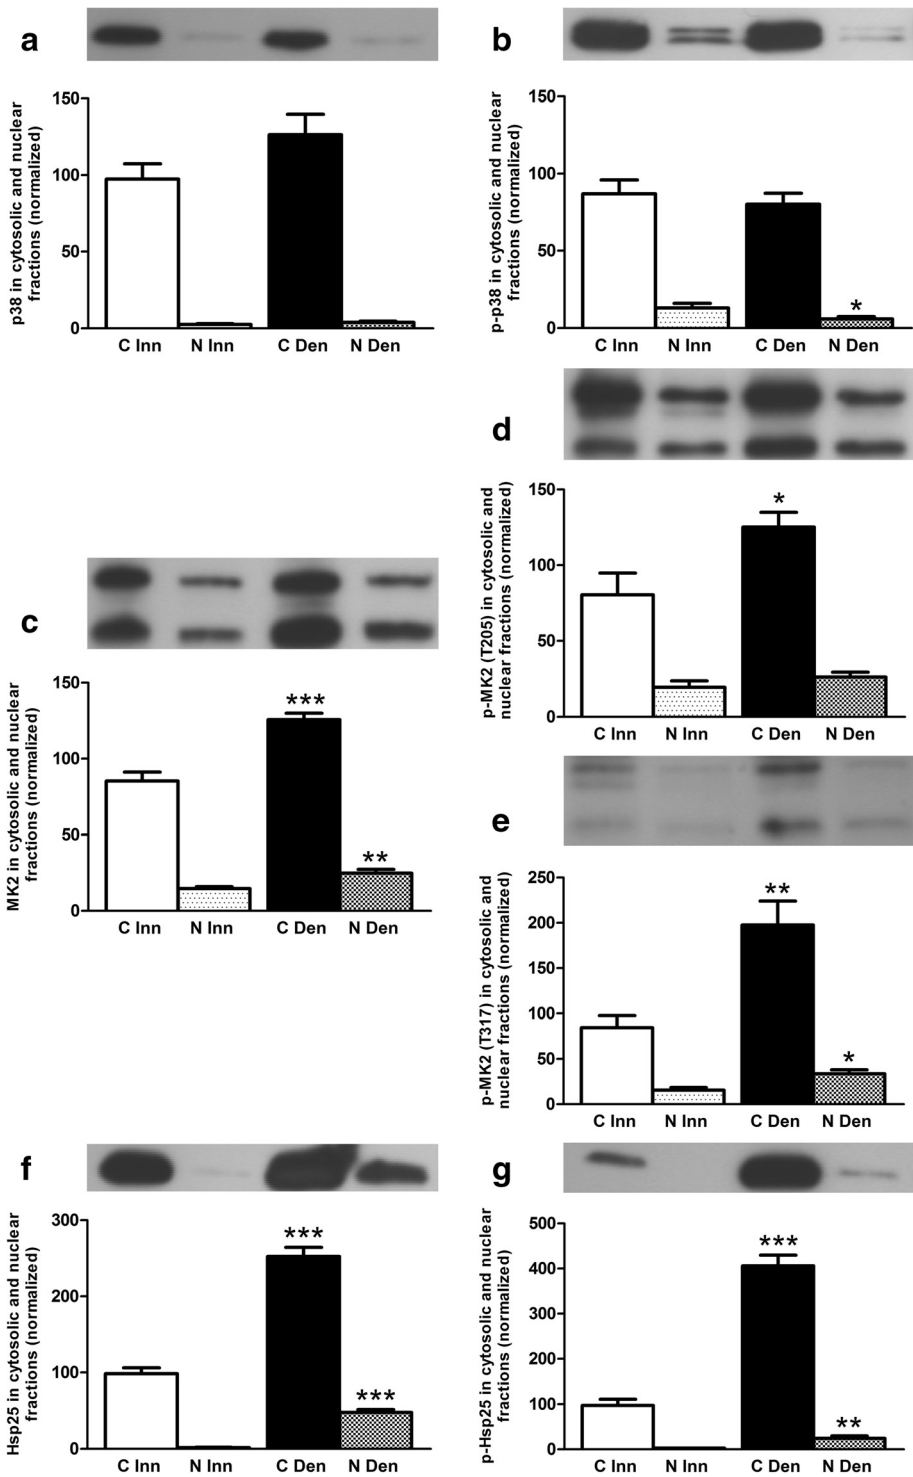 a
p38 in cytosolic and nuclear
fractions (normalized)
150
100
50
0
C Inn N Inn C Den N Den
b
p-p38 in cytosolic and nuclear
fractions (normalized)
150
100
50
0
*
C Inn N Inn C Den N Den
c
MK2 in cytosolic and nuclear
fractions (normalized)
150
100
50
0
***
**
C Inn N Inn C Den N Den
d
p-MK2 (T205) in cytosolic and
nuclear fractions (normalized)
150
100
50
0
*
C Inn N Inn C Den N Den
e
p-MK2 (T317) in cytosolic and
nuclear fractions (normalized)
250
200
150
100
50
0
**
*
C Inn N Inn C Den N Den
f
Hsp25 in cytosolic and nuclear
fractions (normalized)
300
200
100
0
***
***
C Inn N Inn C Den N Den
g
p-Hsp25 in cytosolic and nuclear
fractions (normalized)
500
400
300
200
100
0
***
**
C Inn N Inn C Den N Den